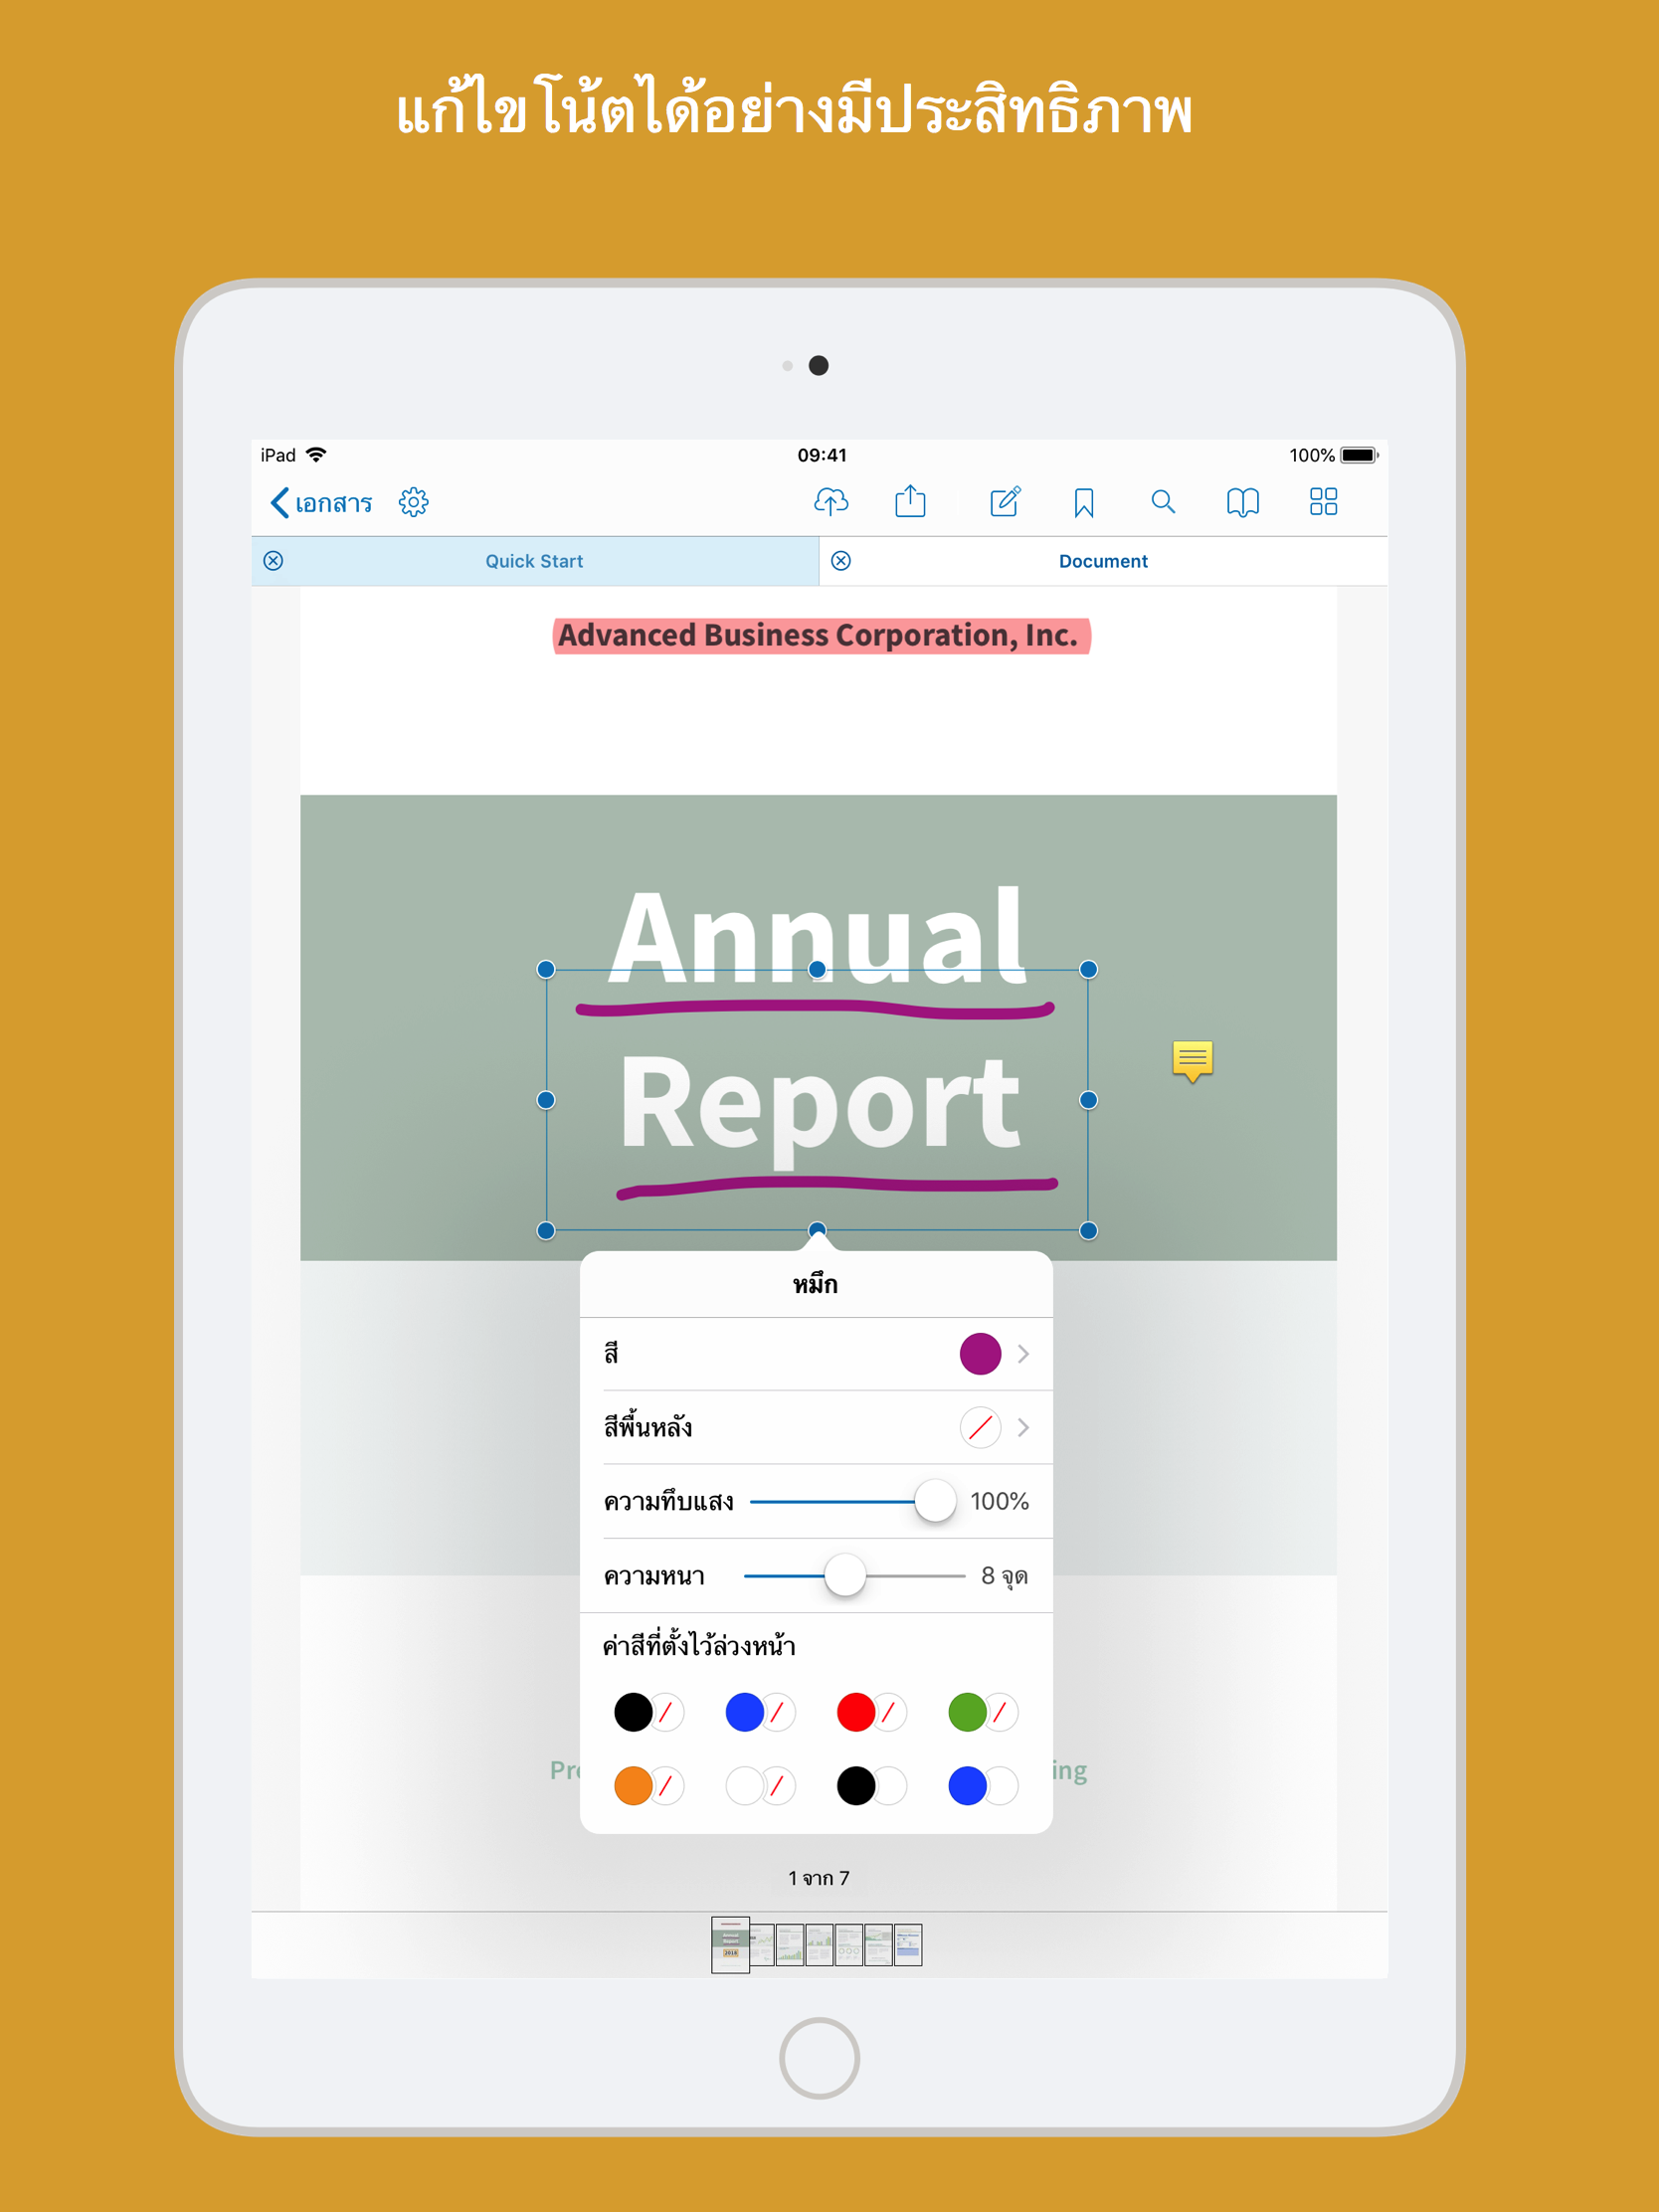 แก้ไขโน้ตได้อย่างมีประสิทธิภาพ
iPad 09:41 100%
เอกสาร
Quick Start Document
Advanced Business Corporation, Inc.
Annual
Report
หมึก
สี
สีพื้นหลัง
ความทึบแสง 100%
ความหนา 8 จุด
ค่าสีที่ตั้งไว้ล่วงหน้า
1 จาก 7
Annual
Report
2018